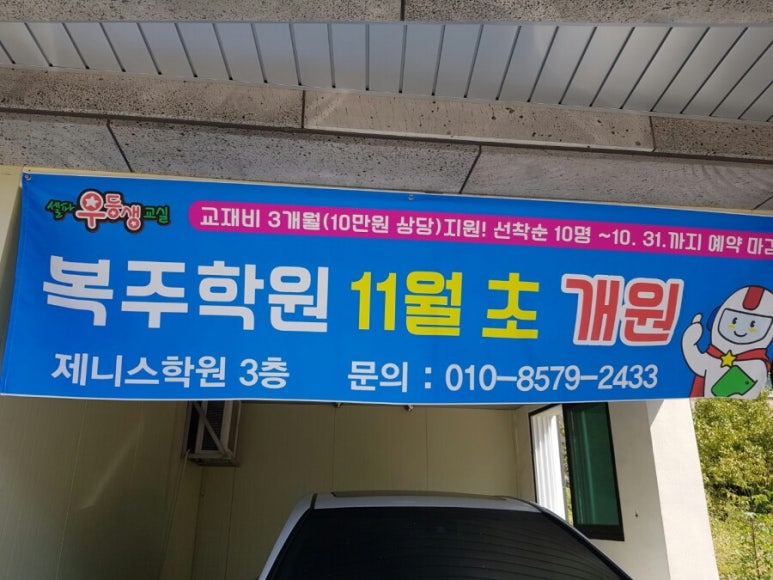 셀파 우등생 교실
교재비 3개월(10만원 상당)지원! 선착순 10명 ~10. 31.까지 예약 마감
복주학원 11월 초 개원
제니스학원 3층 문의 : 010-8579-2433